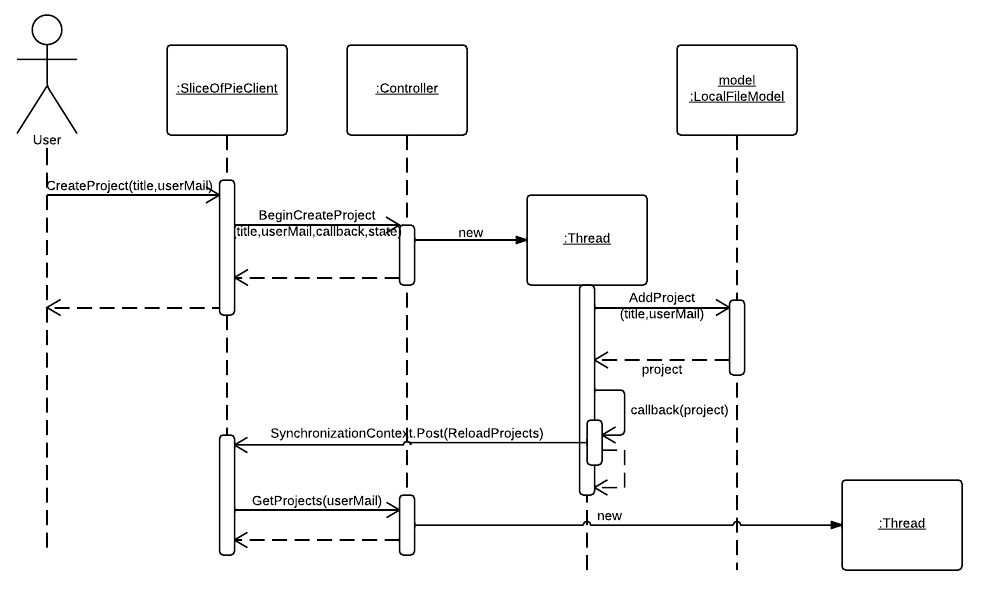 User
:SliceOfPieClient
:Controller
model
:LocalFileModel
CreateProject(title,userMail)
BeginCreateProject
(title,userMail,callback,state)
new
:Thread
AddProject
(title,userMail)
project
callback(project)
SynchronizationContext.Post(ReloadProjects)
GetProjects(userMail)
new
:Thread